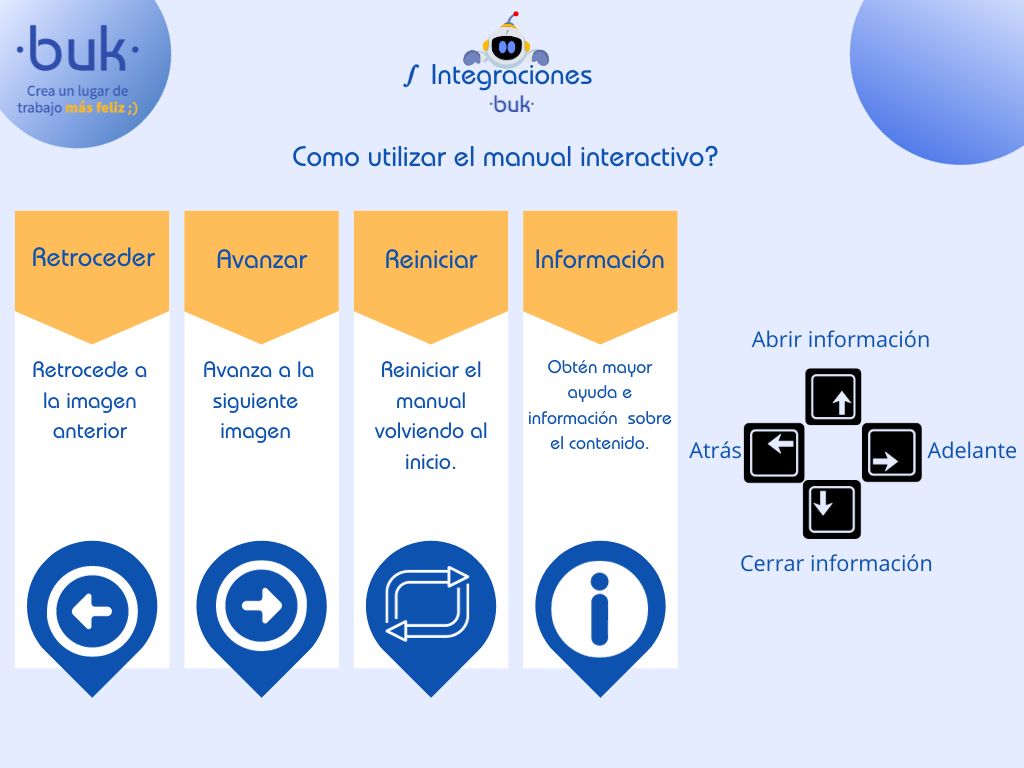 ·buk·
Crea un lugar de
trabajo más feliz ;)
∫ Integraciones
·buk·
Como utilizar el manual interactivo?
Retroceder
Retrocede a
la imagen
anterior
Avanzar
Avanza a la
siguiente
imagen
Reiniciar
Reiniciar el
manual
volviendo al
inicio.
Información
Obtén mayor
ayuda e
información sobre
el contenido.
Abrir información
Atrás
Adelante
Cerrar información